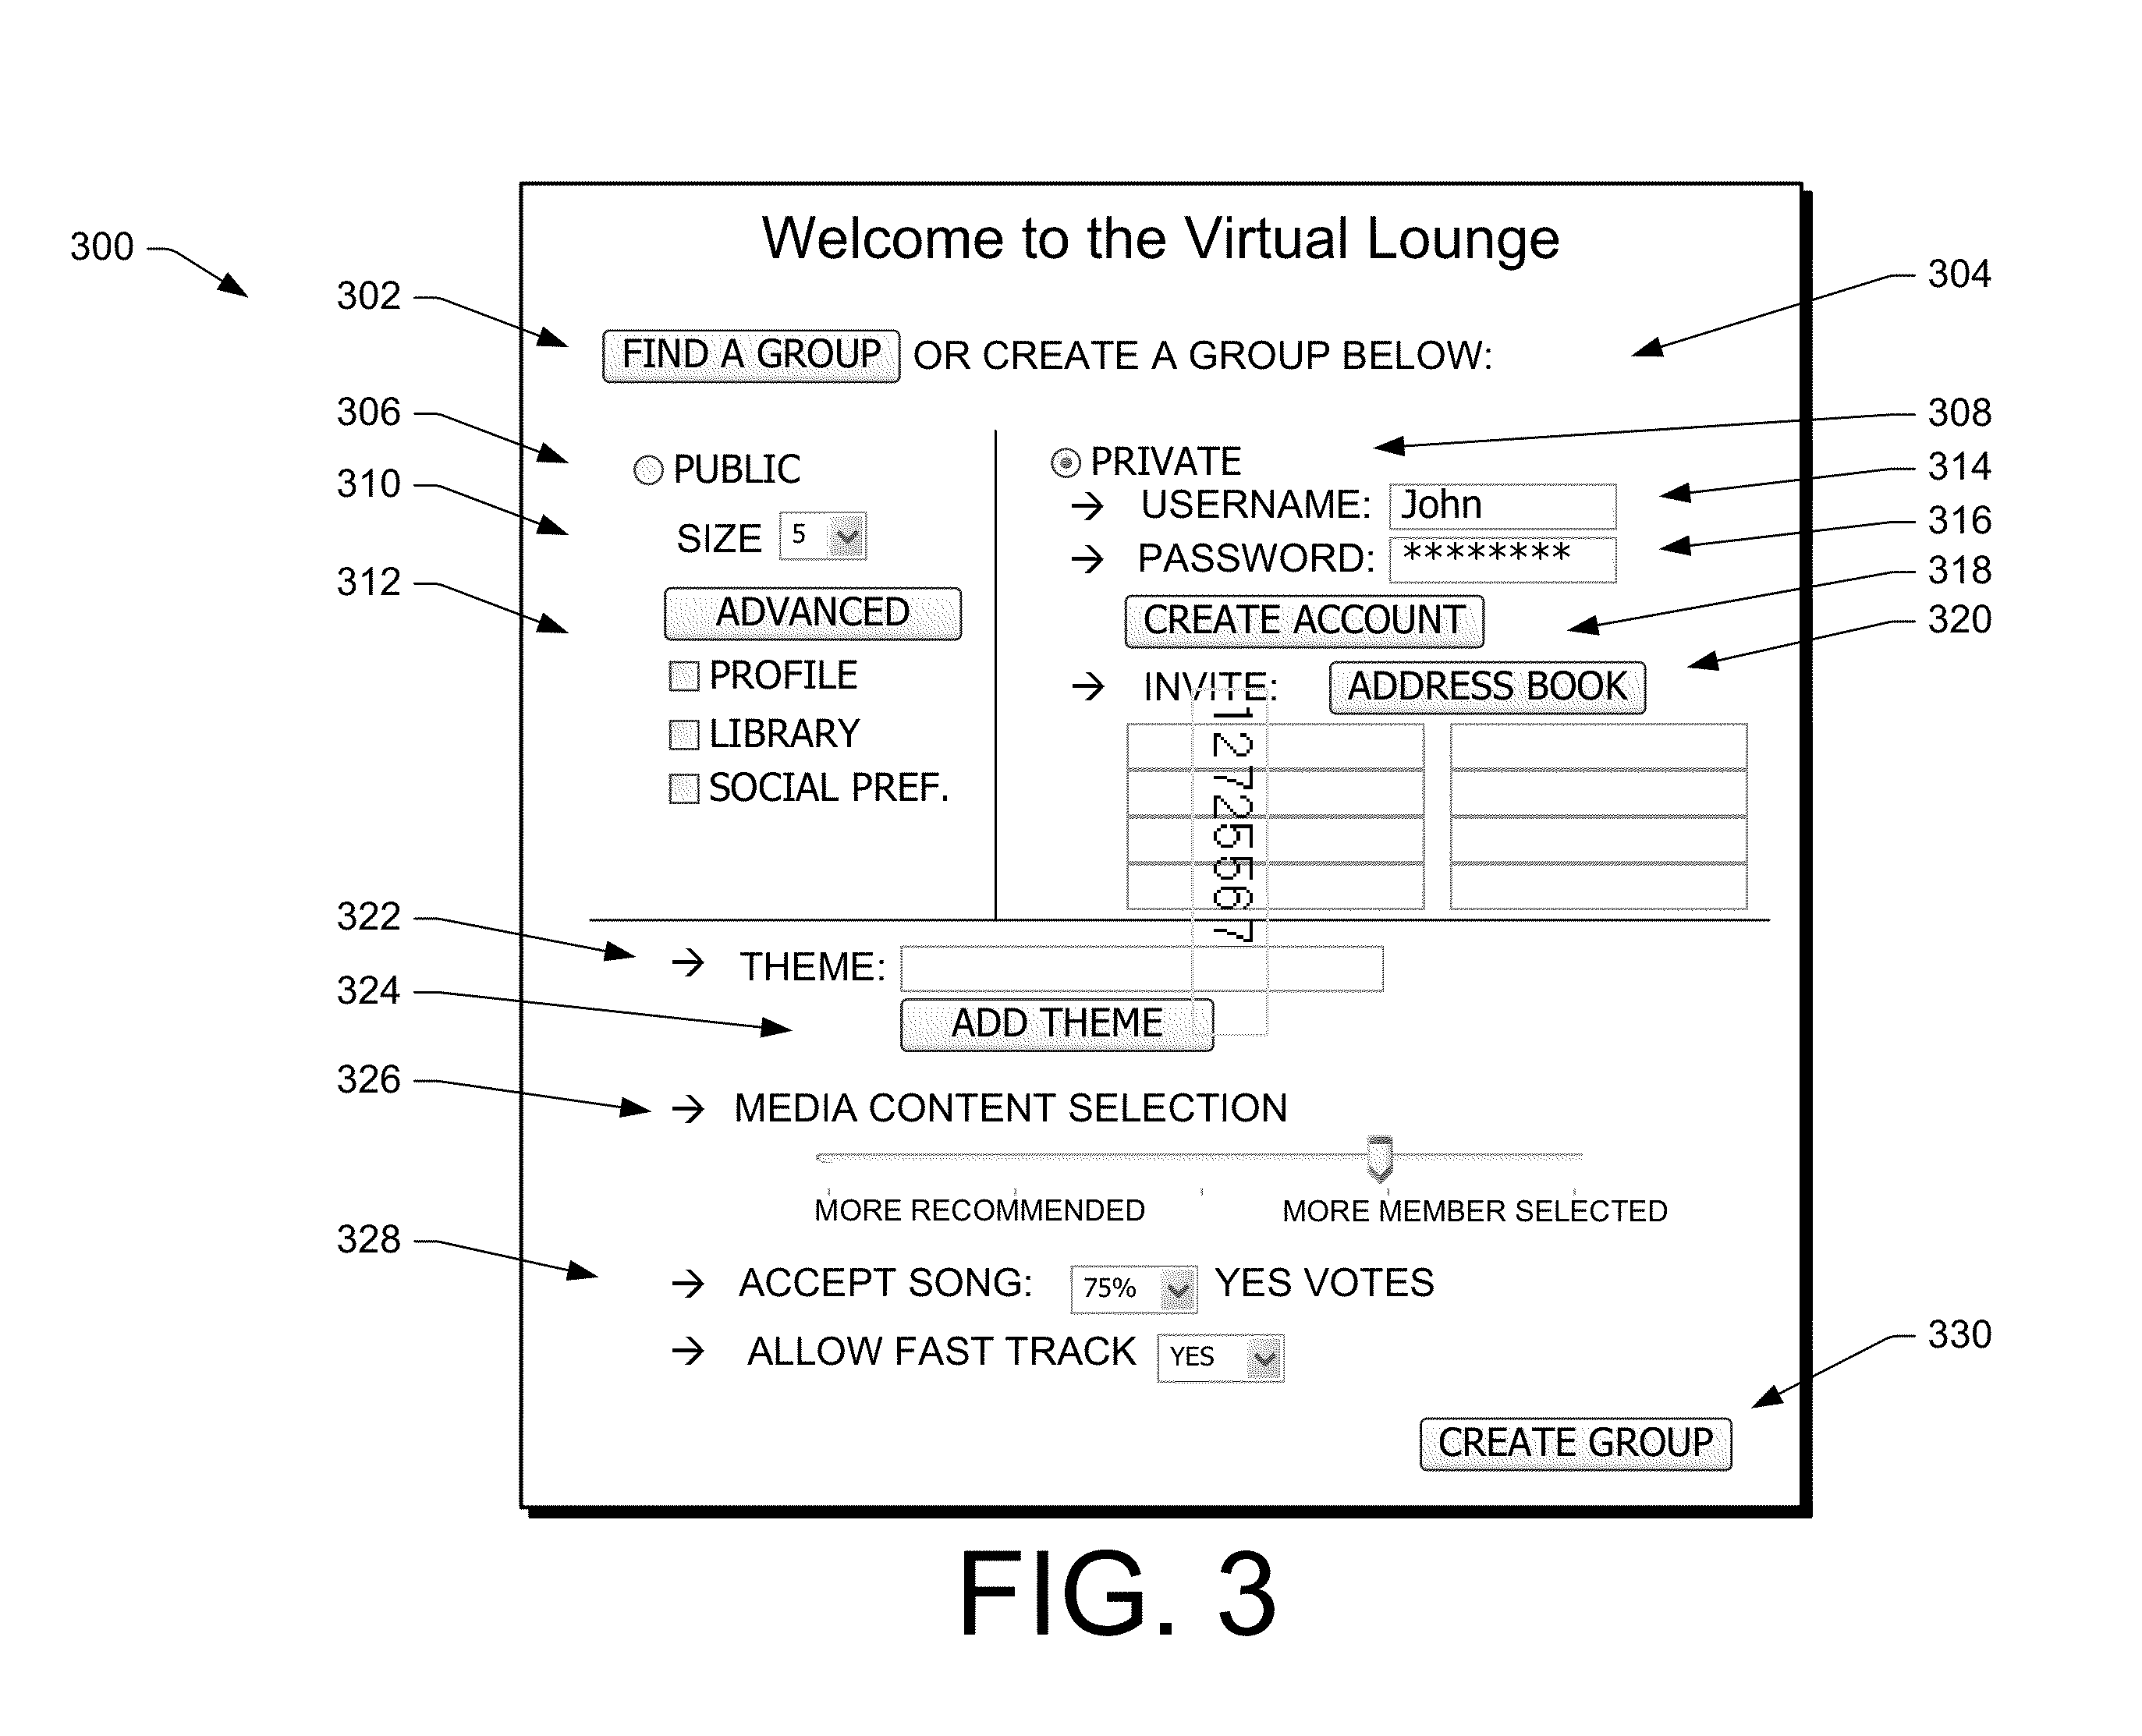 Welcome to the Virtual Lounge
300
302
304
FIND A GROUP OR CREATE A GROUP BELOW:
306
308
PUBLIC
PRIVATE
310
314
USERNAME: John
SIZE 5
316
PASSWORD: ********
312
318
ADVANCED
CREATE ACCOUNT
320
PROFILE
INVITE: ADDRESS BOOK
LIBRARY
SOCIAL PREF.
12725567
322
THEME:
324
ADD THEME
326
MEDIA CONTENT SELECTION
MORE RECOMMENDED
MORE MEMBER SELECTED
328
ACCEPT SONG: 75% YES VOTES
ALLOW FAST TRACK YES
330
CREATE GROUP
FIG. 3